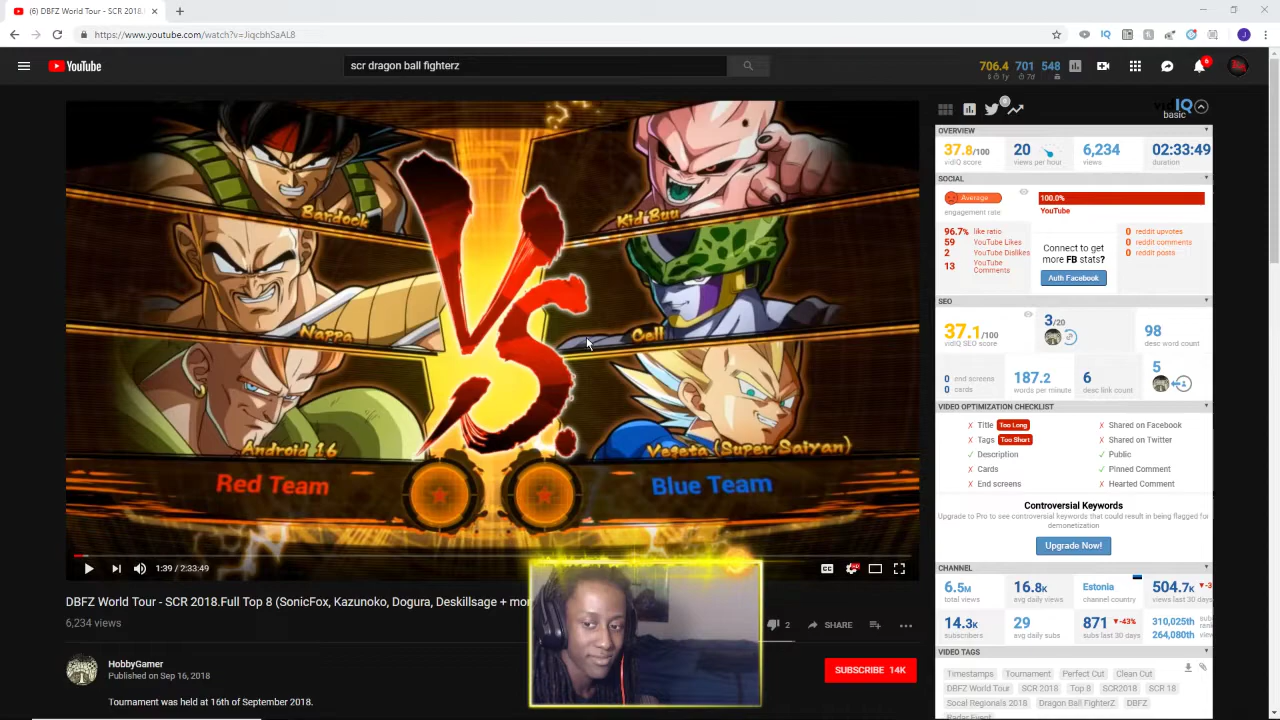 (6) DBFZ World Tour - SCR 2018.
https://www.youtube.com/watch?v=JiqcbhSaAL8
YouTube
scr dragon ball fighterz
706.4 701 548
1y 7d
6
Bardock
Kid Buu
Nappa
Cell
Android 16
Vegeta (Super Saiyan)
VS
Red Team
Blue Team
1:39 / 2:33:49
CC
HD
DBFZ World Tour - SCR 2018.Full Top 8
6,234 views
2
SHARE
HobbyGamer
Published on Sep 16, 2018
SUBSCRIBE 14K
Tournament was held at 16th of September 2018.
0
vidIQ
basic
OVERVIEW
37.8/100
vidIQ score
20
views per hour
6,234
views
02:33:49
duration
SOCIAL
Average
engagement rate
100.0%
YouTube
96.7% like ratio
59 YouTube Likes
2 YouTube Dislikes
13 YouTube
Comments
Connect to get
more FB stats?
Auth Facebook
0 reddit upvotes
0 reddit comments
0 reddit posts
SEO
37.1/100
vidIQ SEO score
3/20
98
desc word count
0 end screens
0 cards
187.2
words per minute
6
desc link count
5
VIDEO OPTIMIZATION CHECKLIST
✗ Title Too Long
✗ Tags Too Short
✓ Description
✗ Cards
✗ End screens
✗ Shared on Facebook
✗ Shared on Twitter
✓ Public
✓ Pinned Comment
✗ Hearted Comment
Controversial Keywords
Upgrade to Pro to see controversial keywords that could result in being flagged for
demonetization
Upgrade Now!
CHANNEL
6.5M
total views
16.8K
avg daily views
Estonia
channel country
504.7K
views last 30 days
14.3K
subscribers
29
avg daily subs
871 ▼-43%
subs last 30 days
310,025th
264,080th
VIDEO TAGS
Timestamps Tournament Perfect Cut Clean Cut
DBFZ World Tour SCR 2018 Top 8 SCR2018 SCR 18
Socal Regionals 2018 Dragon Ball FighterZ DBFZ
Radar Event